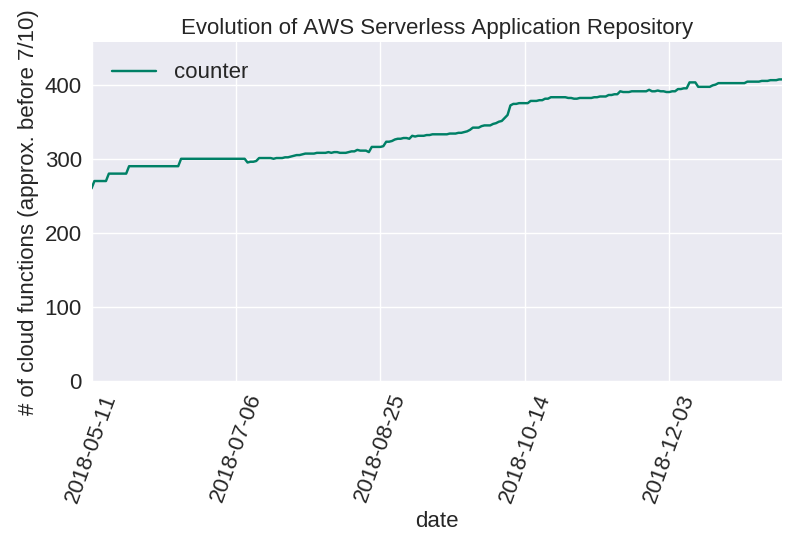 Evolution of AWS Serverless Application Repository
# of cloud functions (approx. before 7/10)
counter
400
300
200
100
0
2018-05-11
2018-07-06
2018-08-25
2018-10-14
2018-12-03
date